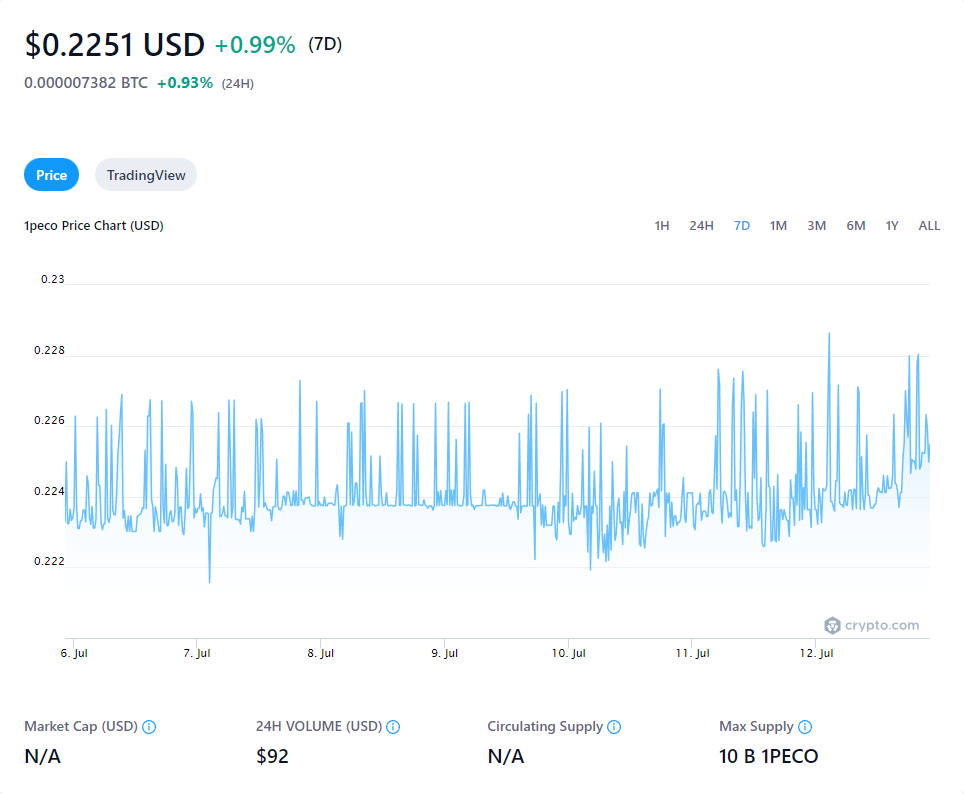 $0.2251 USD +0.99% (7D)
0.000007382 BTC +0.93% (24H)
Price TradingView
1peco Price Chart (USD) 1H 24H 7D 1M 3M 6M 1Y ALL
0.23
0.228
0.226
0.224
0.222
crypto.com
6. Jul 7. Jul 8. Jul 9. Jul 10. Jul 11. Jul 12. Jul
Market Cap (USD) 24H VOLUME (USD) Circulating Supply Max Supply
N/A $92 N/A 10 B 1PECO